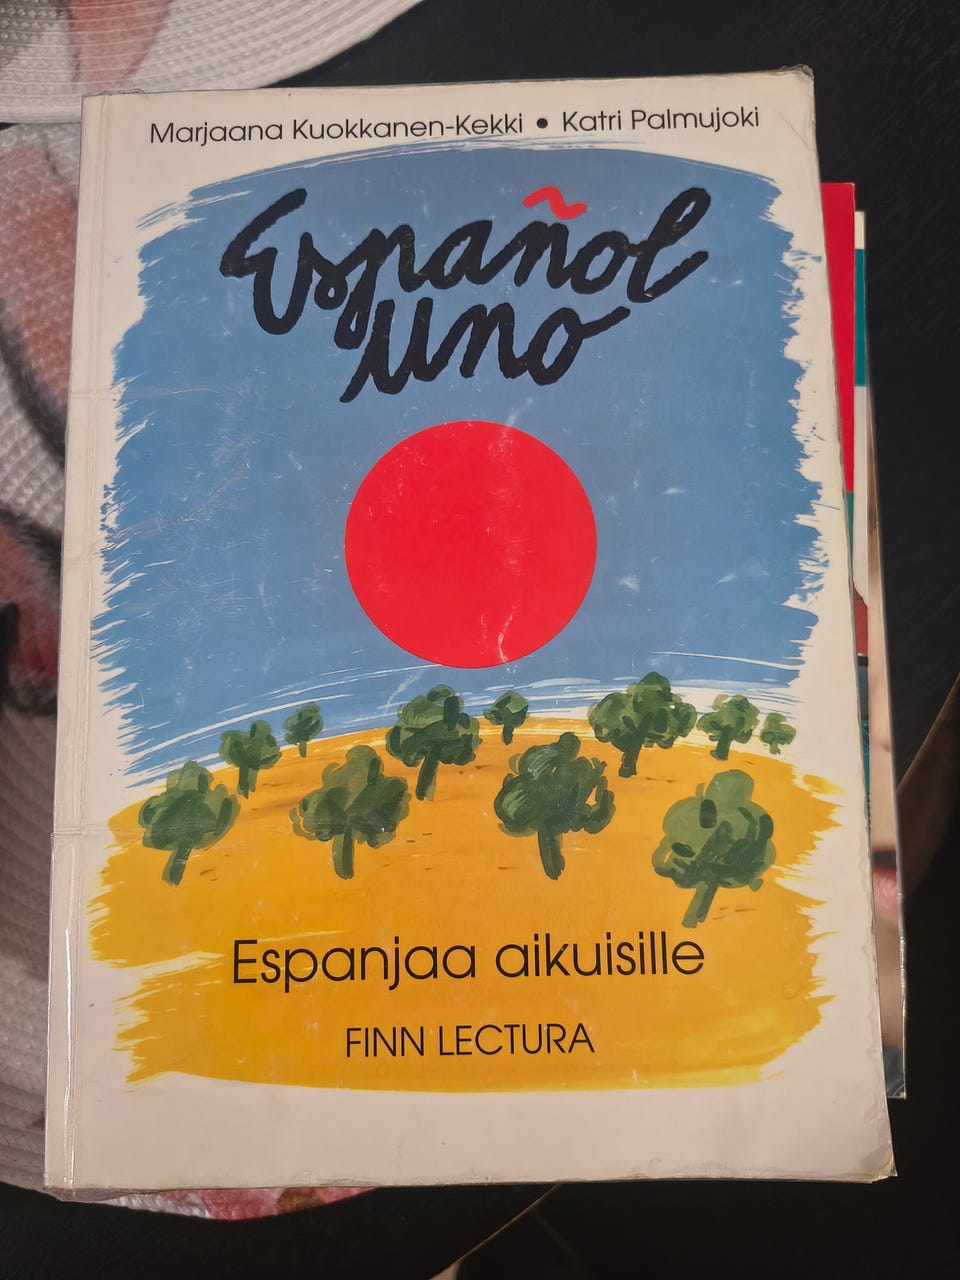 Marjaana Kuokkanen-Kekki • Katri Palmujoki
Español
uno
Espanjaa aikuisille
FINN LECTURA